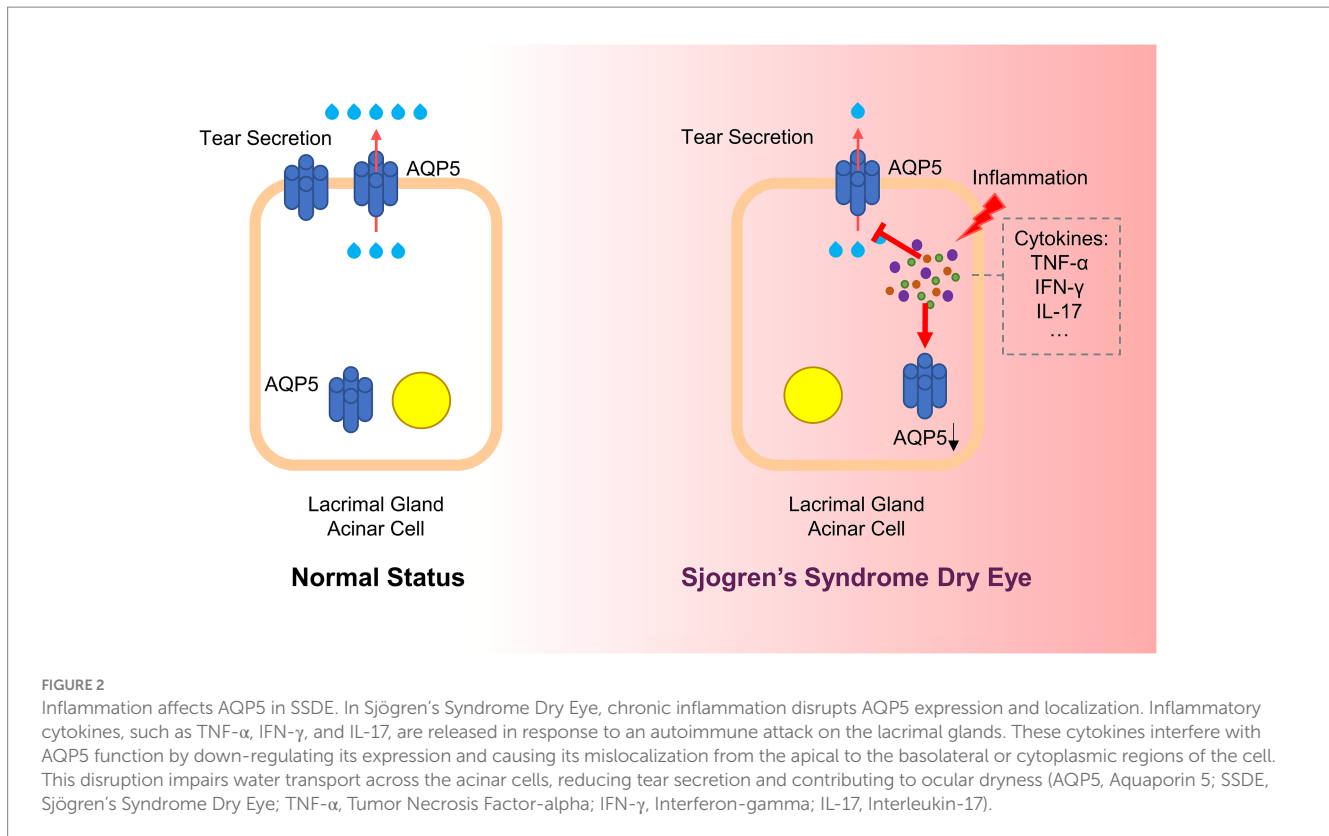 Tear Secretion
AQP5
AQP5
Lacrimal Gland
Acinar Cell
Normal Status
Tear Secretion
AQP5
Inflammation
Cytokines:
TNF-α
IFN-γ
IL-17
...
AQP5↓
Lacrimal Gland
Acinar Cell
Sjogren’s Syndrome Dry Eye
FIGURE 2
Inflammation affects AQP5 in SSDE. In Sjögren’s Syndrome Dry Eye, chronic inflammation disrupts AQP5 expression and localization. Inflammatory
cytokines, such as TNF-α, IFN-γ, and IL-17, are released in response to an autoimmune attack on the lacrimal glands. These cytokines interfere with
AQP5 function by down-regulating its expression and causing its mislocalization from the apical to the basolateral or cytoplasmic regions of the cell.
This disruption impairs water transport across the acinar cells, reducing tear secretion and contributing to ocular dryness (AQP5, Aquaporin 5; SSDE,
Sjögren’s Syndrome Dry Eye; TNF-α, Tumor Necrosis Factor-alpha; IFN-γ, Interferon-gamma; IL-17, Interleukin-17).